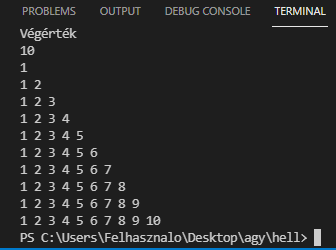 PROBLEMS OUTPUT DEBUG CONSOLE TERMINAL
Végérték
10
1
1 2
1 2 3
1 2 3 4
1 2 3 4 5
1 2 3 4 5 6
1 2 3 4 5 6 7
1 2 3 4 5 6 7 8
1 2 3 4 5 6 7 8 9
1 2 3 4 5 6 7 8 9 10
PS C:\Users\Felhasznalo\Desktop\agy\hell>